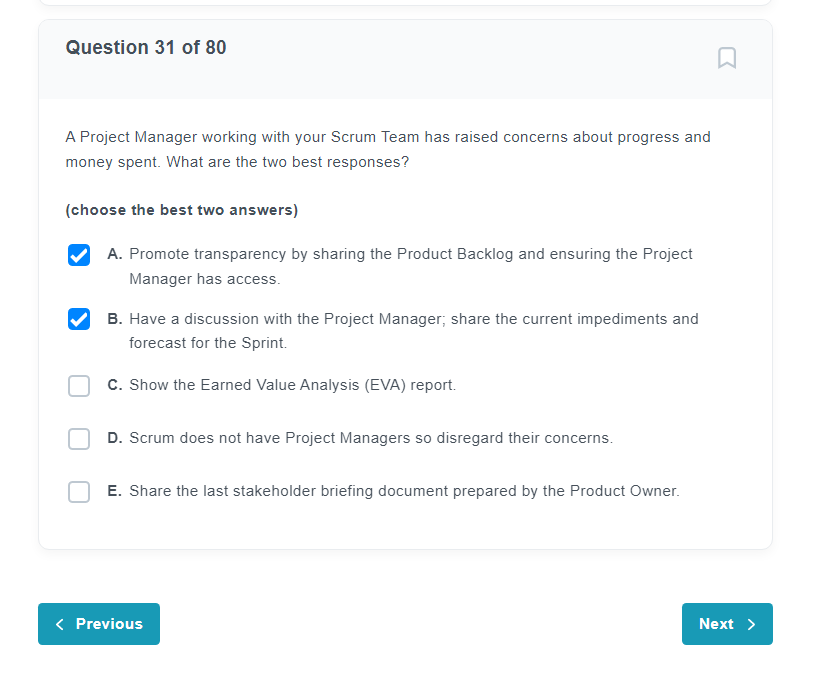 Question 31 of 80
A Project Manager working with your Scrum Team has raised concerns about progress and
money spent. What are the two best responses?
(choose the best two answers)
A. Promote transparency by sharing the Product Backlog and ensuring the Project
Manager has access.
B. Have a discussion with the Project Manager; share the current impediments and
forecast for the Sprint.
C. Show the Earned Value Analysis (EVA) report.
D. Scrum does not have Project Managers so disregard their concerns.
E. Share the last stakeholder briefing document prepared by the Product Owner.
Previous
Next